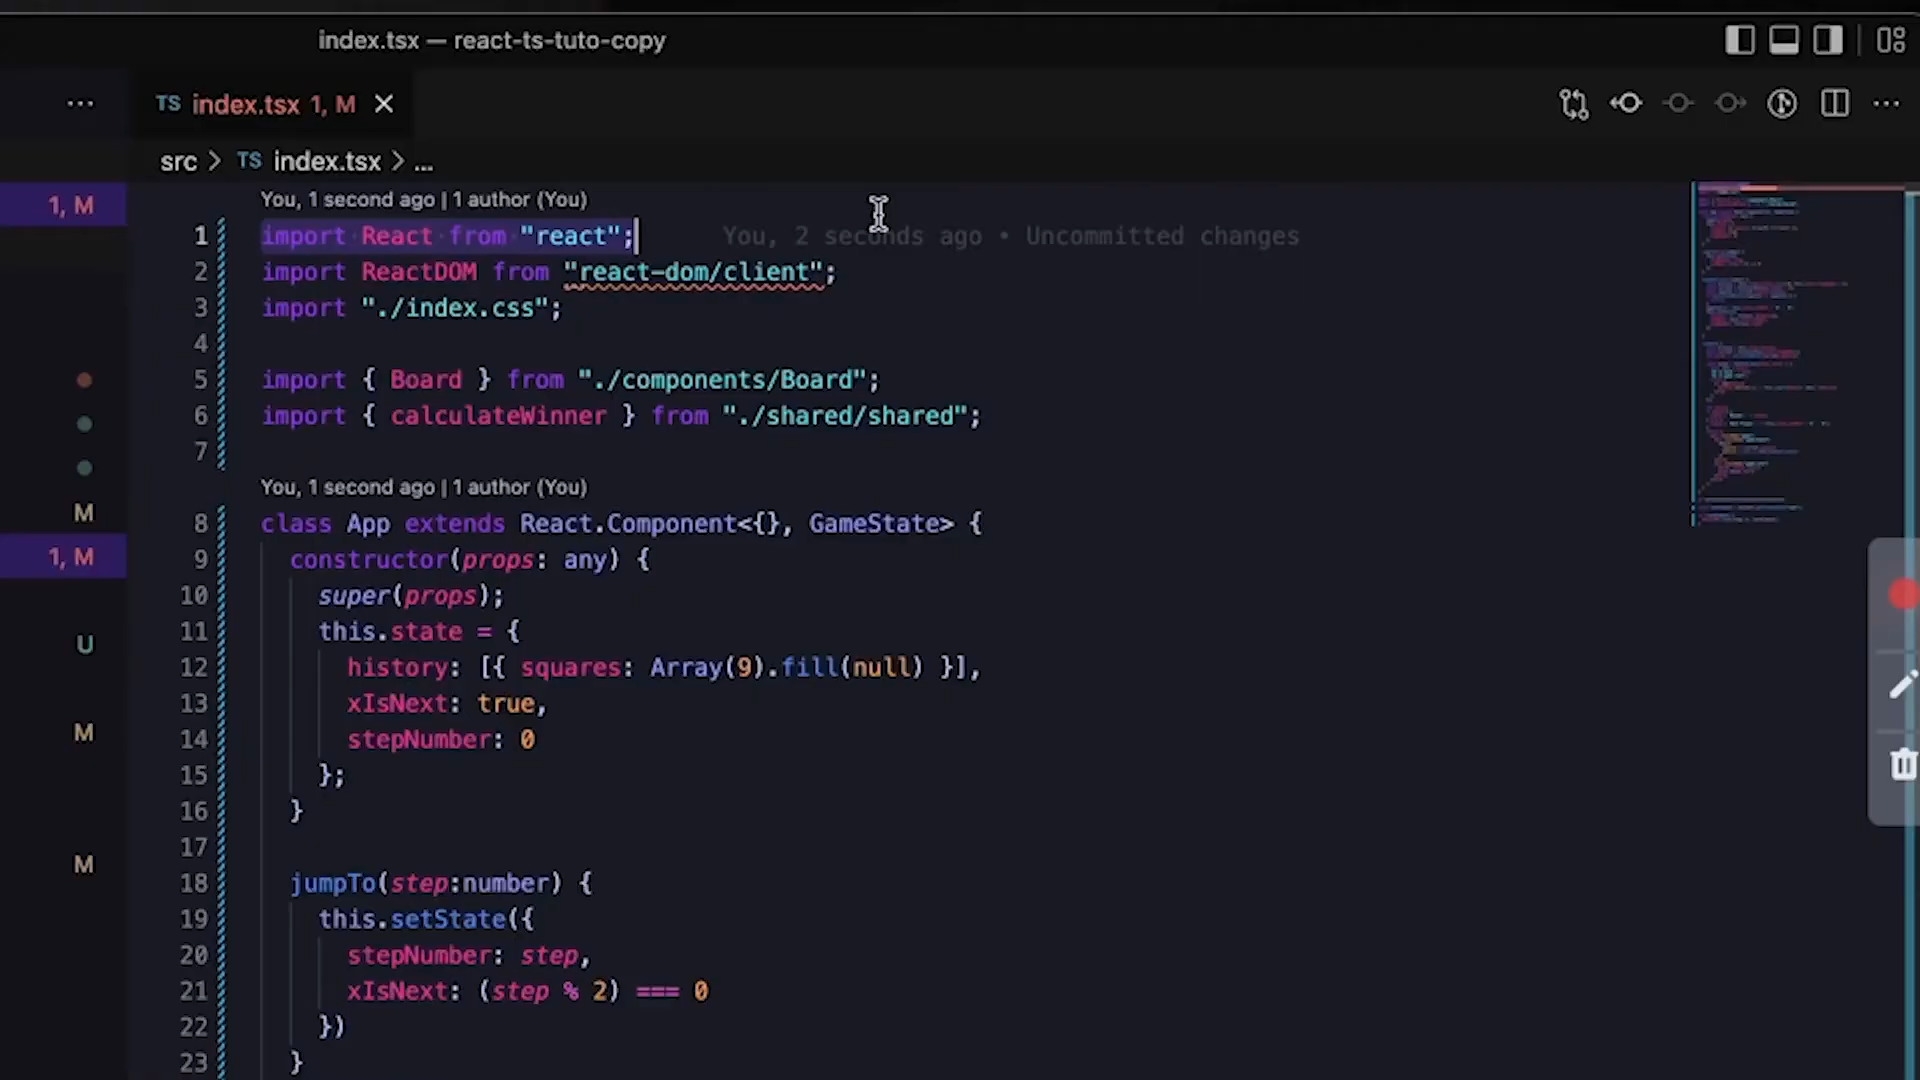 index.tsx — react-ts-tuto-copy
TS index.tsx 1, M
src > TS index.tsx > ...
1, M
You, 1 second ago | 1 author (You)
1 import React from "react"; You, 2 seconds ago • Uncommitted changes
2 import ReactDOM from "react-dom/client";
3 import "./index.css";
4
5 import { Board } from "./components/Board";
6 import { calculateWinner } from "./shared/shared";
7
M
You, 1 second ago | 1 author (You)
8 class App extends React.Component<{}, GameState> {
1, M
9 constructor(props: any) {
10 super(props);
11 this.state = {
U
12 history: [{ squares: Array(9).fill(null) }],
13 xIsNext: true,
M
14 stepNumber: 0
15 };
16 }
17
M
18 jumpTo(step:number) {
19 this.setState({
20 stepNumber: step,
21 xIsNext: (step % 2) === 0
22 })
23 }